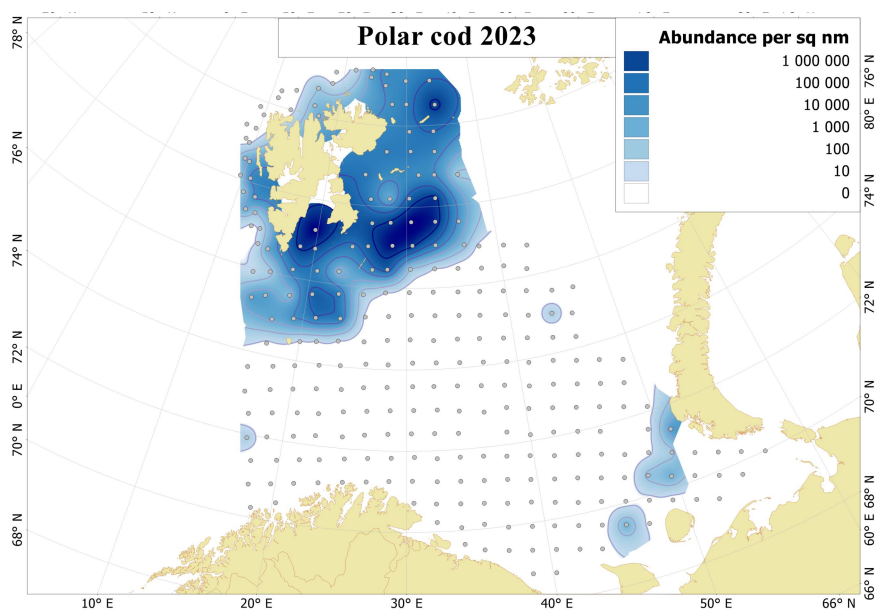 Polar cod 2023
Abundance per sq nm
1 000 000
100 000
10 000
1 000
100
10
0
78° N
76° N
74° N
72° N
0° E
70° N
68° N
76° N
80° E
74° N
72° N
70° N
68° N
60° E
66° N
10° E
20° E
30° E
40° E
50° E
66° N